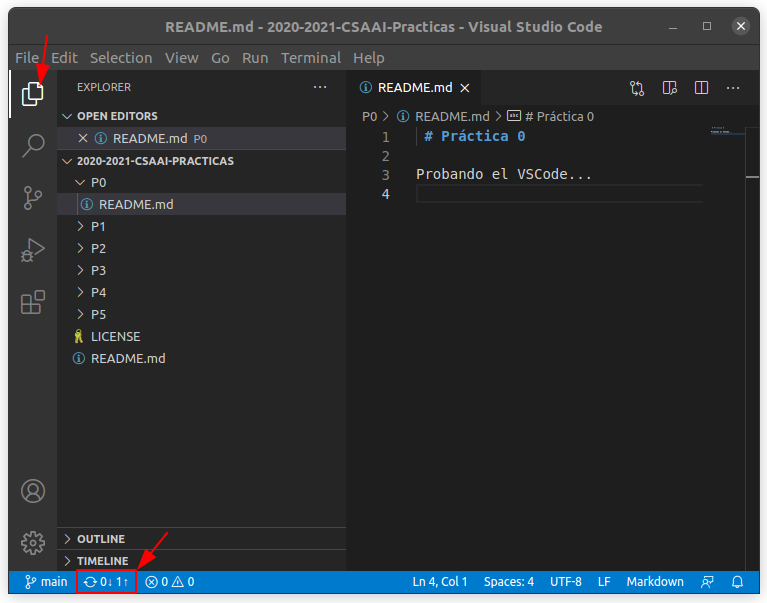 README.md - 2020-2021-CSAAI-Practicas - Visual Studio Code
File Edit Selection View Go Run Terminal Help
EXPLORER
README.md
OPEN EDITORS
README.md P0
2020-2021-CSAAI-PRACTICAS
P0
README.md
P1
P2
P3
P4
P5
LICENSE
README.md
P0 > README.md > # Práctica 0
1 # Práctica 0
2
3 Probando el VSCode...
4
OUTLINE
TIMELINE
main 0↓ 1↑ 0 0 Ln 4, Col 1 Spaces: 4 UTF-8 LF Markdown